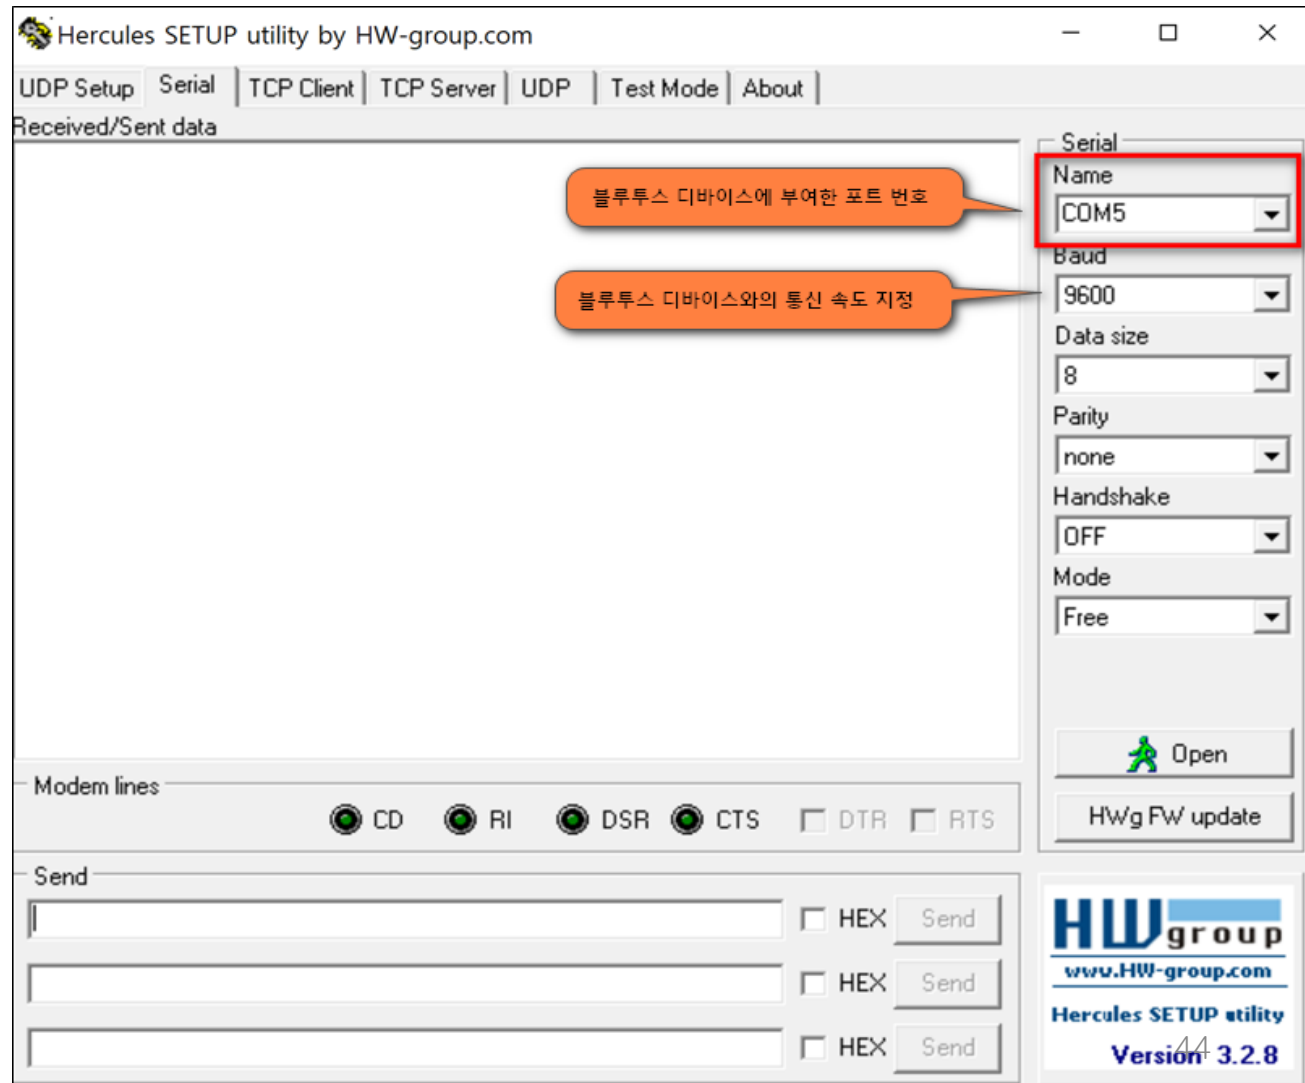 Hercules SETUP utility by HW-group.com
UDP Setup Serial TCP Client TCP Server UDP Test Mode About
Received/Sent data
Serial
Name
블루투스 디바이스에 부여한 포트 번호
COM5
Baud
블루투스 디바이스와의 통신 속도 지정
9600
Data size
8
Parity
none
Handshake
OFF
Mode
Free
Open
Modem lines
CD RI DSR CTS DTR RTS
HWg FW update
Send
HEX Send
HEX Send
HEX Send
HW group
www.HW-group.com
Hercules SETUP utility
Version 3.2.8
44